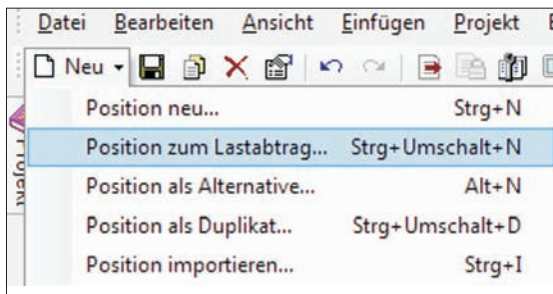 Datei Bearbeiten Ansicht Einfügen Projekt
Neu
Position neu... Strg+N
Position zum Lastabtrag... Strg+Umschalt+N
Position als Alternative... Alt+N
Position als Duplikat... Strg+Umschalt+D
Position importieren... Strg+I
Projekt